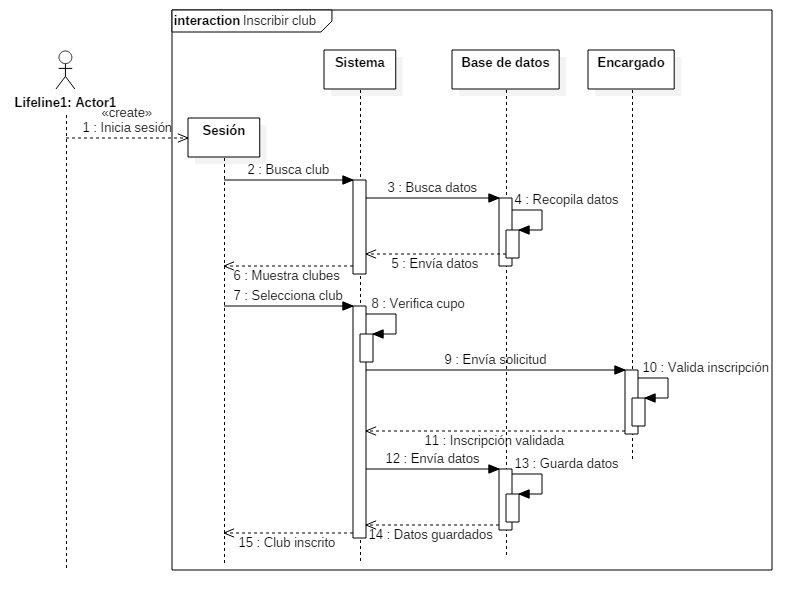 interaction Inscribir club
Sistema
Base de datos
Encargado
Lifeline1: Actor1
«create»
1 : Inicia sesión
Sesión
2 : Busca club
3 : Busca datos
4 : Recopila datos
5 : Envía datos
6 : Muestra clubes
7 : Selecciona club
8 : Verifica cupo
9 : Envía solicitud
10 : Valida inscripción
11 : Inscripción validada
12 : Envía datos
13 : Guarda datos
14 : Datos guardados
15 : Club inscrito